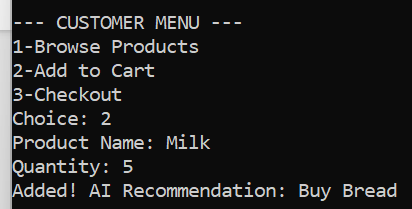 --- CUSTOMER MENU ---
1-Browse Products
2-Add to Cart
3-Checkout
Choice: 2
Product Name: Milk
Quantity: 5
Added! AI Recommendation: Buy Bread